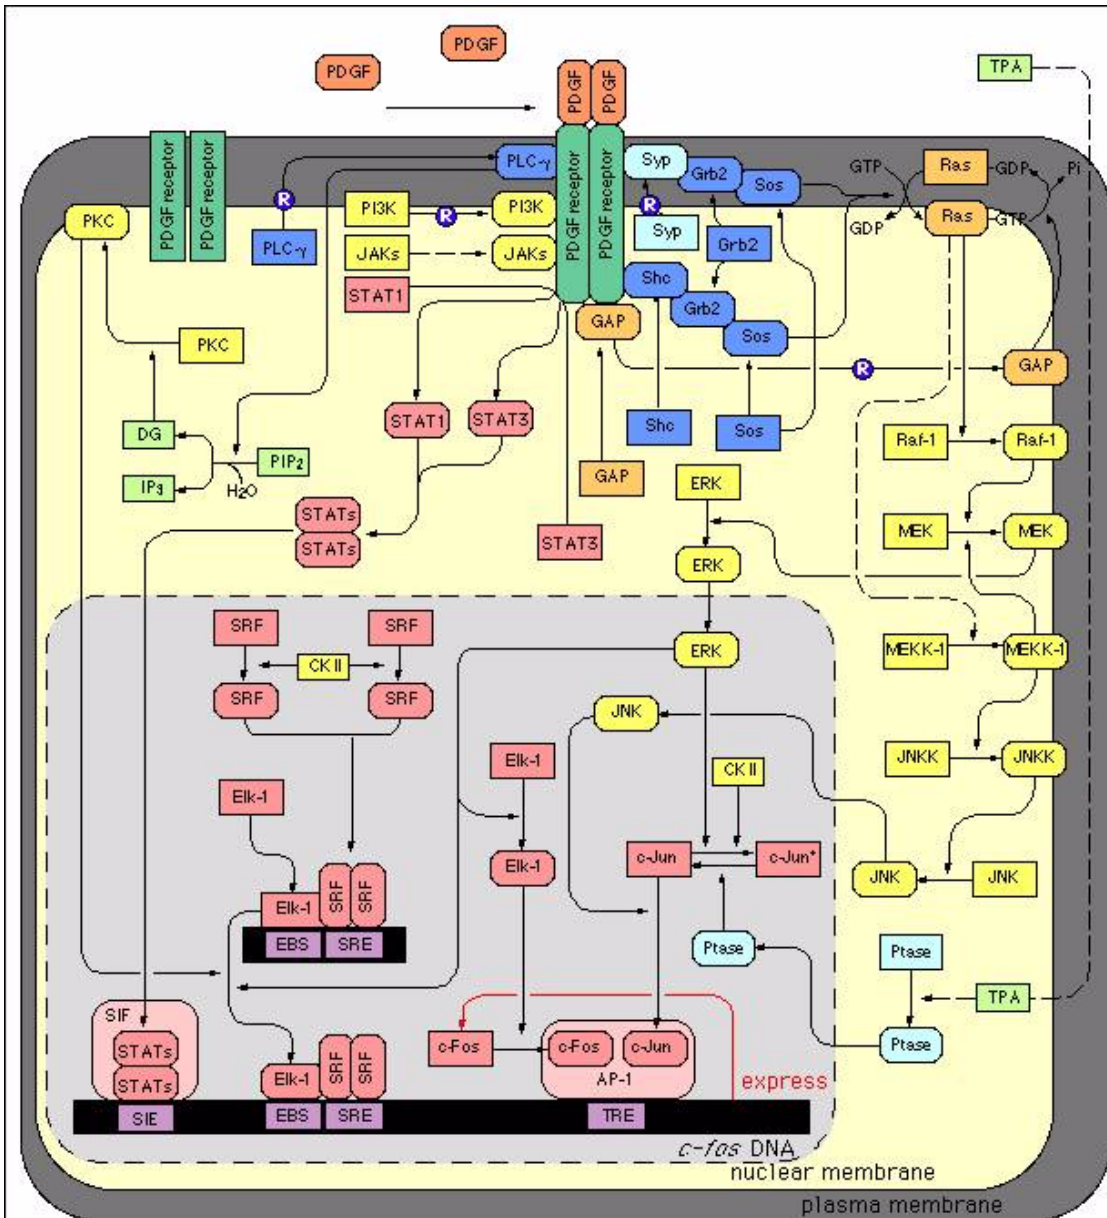 PDGF
PDGF
TPA
PDGF
PDGF
PDGF receptor
PDGF receptor
PDGF receptor
PDGF receptor
PLC-γ
Syp
Grb2
Sos
GTP
Ras
GDP
Pi
PKC
PI3K
R
PI3K
R
R
Ras
GTP
GDP
PLC-γ
JAKs
JAKs
Syp
Grb2
STAT1
Shc
Grb2
GAP
Sos
PKC
R
GAP
STAT1
STAT3
Shc
Sos
Raf-1
Raf-1
DG
PIP2
IP3
H2O
GAP
ERK
STATs
STATs
STAT3
MEK
MEK
ERK
SRF
SRF
CK II
ERK
MEKK-1
MEKK-1
SRF
SRF
JNK
Elk-1
CK II
JNKK
JNKK
Elk-1
c-Jun
c-Jun*
Elk-1
JNK
JNK
Elk-1
SRF
SRF
EBS
SRE
Ptase
Ptase
TPA
SIF
STATs
STATs
Elk-1
SRF
SRF
c-Fos
c-Fos
c-Jun
AP-1
Ptase
express
SIE
EBS
SRE
TRE
c-fos DNA
nuclear membrane
plasma membrane